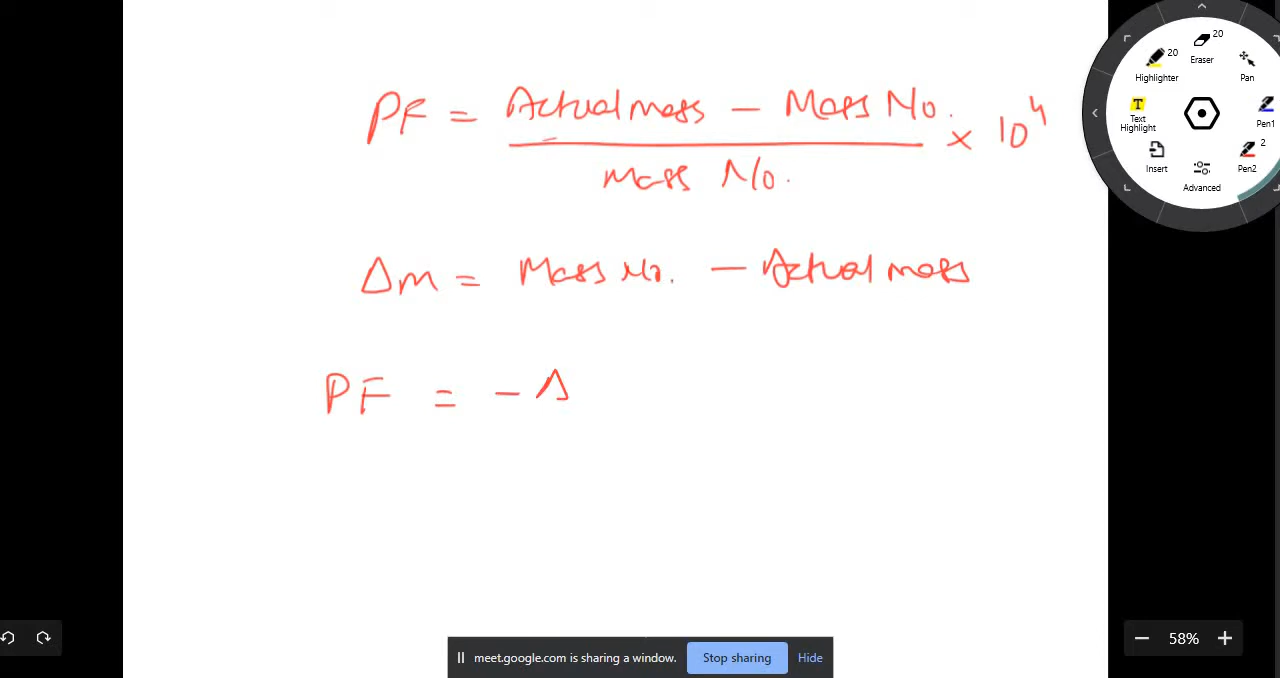 PF = Actual mass − Mass No. × 10⁴
Mass No.
Δm = Mass No. − Actual mass
PF = − Δ
20
Eraser
20
Highlighter
Pan
T
Text
Highlight
Pen1
Insert
2
Pen2
Advanced
meet.google.com is sharing a window.
Stop sharing
Hide
58%